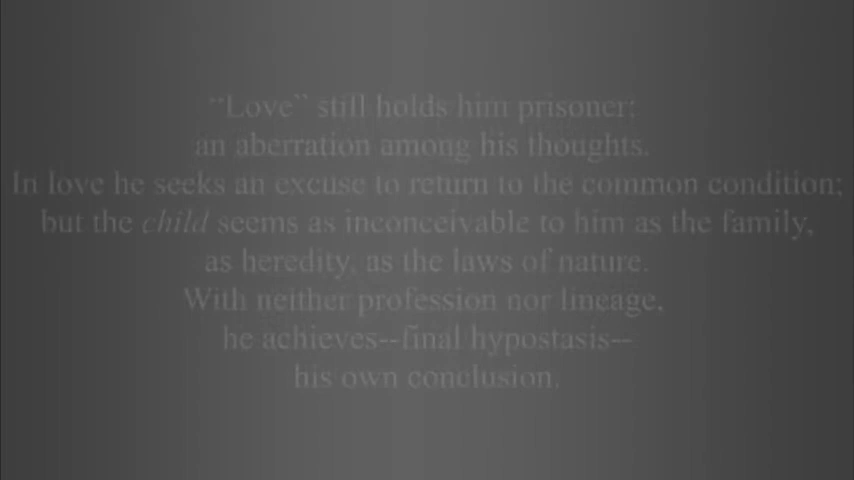 “Love” still holds him prisoner;
an aberration among his thoughts.
In love he seeks an excuse to return to the common condition;
but the child seems as inconceivable to him as the family,
as heredity, as the laws of nature.
With neither profession nor lineage,
he achieves--final hypostasis--
his own conclusion.